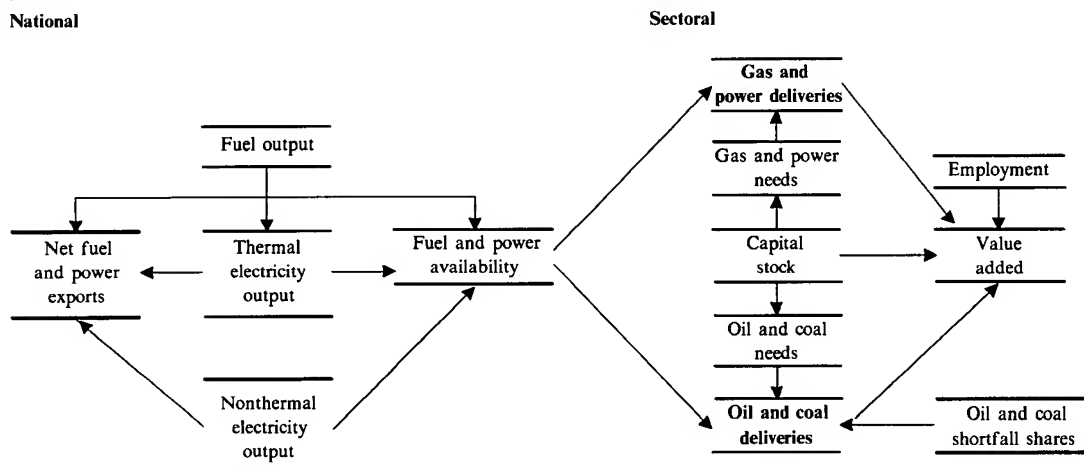 National
Sectoral
Gas and
power deliveries
Fuel output
Gas and power
needs
Employment
Net fuel
and power
exports
Thermal
electricity
output
Fuel and power
availability
Capital
stock
Value
added
Oil and coal
needs
Nonthermal
electricity
output
Oil and coal
deliveries
Oil and coal
shortfall shares